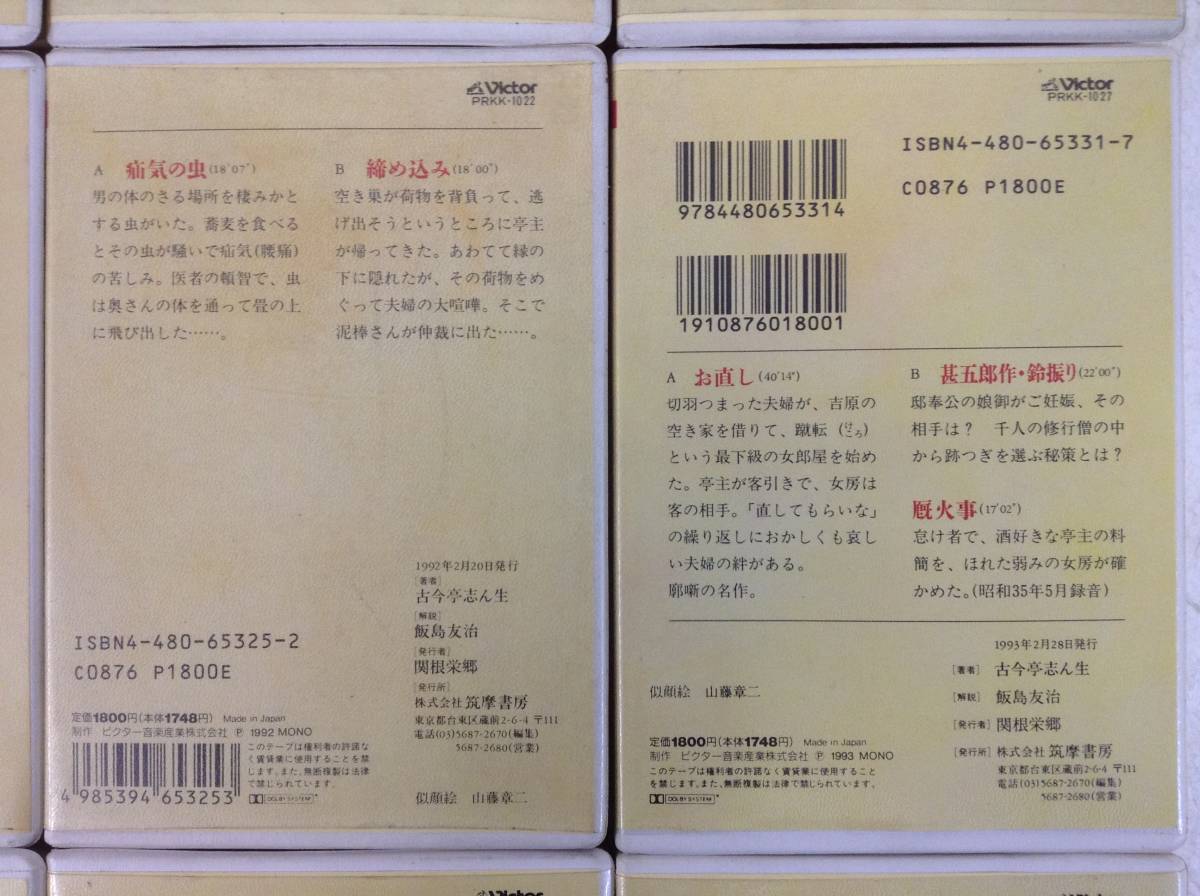 Victor
PRKK-1022
A 疝気の虫(18'07")
男の体のさる場所を棲みかと
する虫がいた。蕎麦を食べる
とその虫が騒いで疝気(腰痛)
の苦しみ。医者の頓智で、虫
は奥さんの体を通って畳の上
に飛び出した……。
B 締め込み(18'00")
空き巣が荷物を背負って、逃
げ出そうというところに亭主
が帰ってきた。あわてて縁の
下に隠れたが、その荷物をめ
ぐって夫婦の大喧嘩。そこで
泥棒さんが仲裁に出た……。
1992年2月20日発行
[著者]
古今亭志ん生
[解説]
飯島友治
[発行者]
関根栄郷
[発行所]
株式会社 筑摩書房
東京都台東区蔵前2-6-4 〒111
電話(03)5687-2670(編集)
5687-2680(営業)
似顔絵 山藤章二
ISBN4-480-65325-2
C0876 P1800E
定価1800円(本体1748円) Made in Japan
制作 ビクター音楽産業株式会社 Ⓟ 1992 MONO
このテープは権利者の許諾な
く賃貸業に使用することを禁
じます。また、無断複製は法律
で禁じられています。
DOLBY SYSTEM
4 985394 653253
Victor
PRKK-1027
ISBN4-480-65331-7
C0876 P1800E
9784480653314
1910876018001
A お直し(40'14")
切羽つまった夫婦が、吉原の
空き家を借りて、蹴転(けころ)
という最下級の女郎屋を始め
た。亭主が客引きで、女房は
客の相手。「直してもらいな」
の繰り返しにおかしくも哀し
い夫婦の絆がある。
郭噺の名作。
B 甚五郎作・鈴振り(22'00")
邸奉公の娘御がご妊娠、その
相手は? 千人の修行僧の中
から跡つぎを選ぶ秘策とは?
厩火事(17'02")
怠け者で、酒好きな亭主の料
簡を、ほれた弱みの女房が確
かめた。(昭和35年5月録音)
1993年2月28日発行
[著者] 古今亭志ん生
[解説] 飯島友治
[発行者] 関根栄郷
[発行所] 株式会社 筑摩書房
東京都台東区蔵前2-6-4 〒111
電話(03)5687-2670(編集)
5687-2680(営業)
似顔絵 山藤章二
定価1800円(本体1748円) Made in Japan
制作 ビクター音楽産業株式会社 Ⓟ 1993 MONO
このテープは権利者の許諾なく賃貸業に使用すること
を禁じます。また、無断複製は法律で禁じられています。
DOLBY SYSTEM